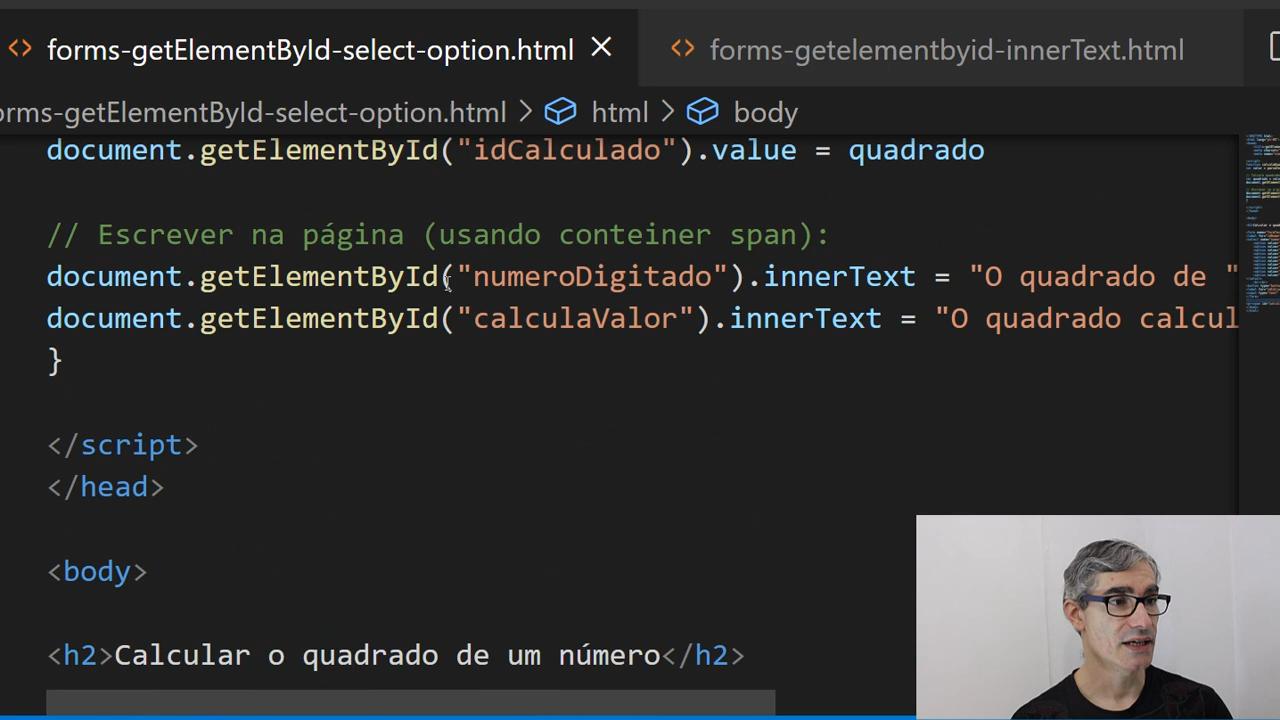 forms-getElementById-select-option.html
forms-getelementbyid-innerText.html
orms-getElementById-select-option.html > html > body
document.getElementById("idCalculado").value = quadrado
// Escrever na página (usando conteiner span):
document.getElementById("numeroDigitado").innerText = "O quadrado de "
document.getElementById("calculaValor").innerText = "O quadrado calcul
}
</script>
</head>
<body>
<h2>Calcular o quadrado de um número</h2>